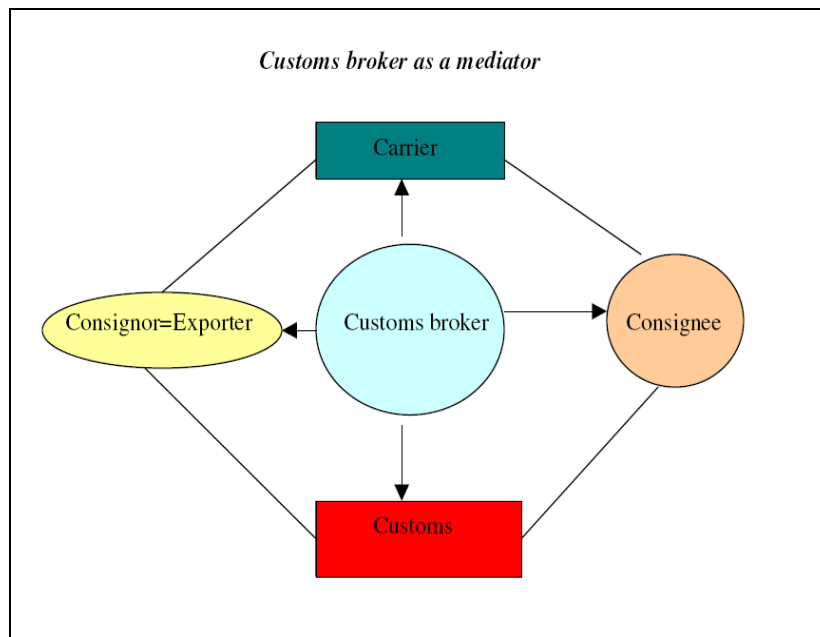 Customs broker as a mediator
Carrier
Consignor=Exporter
Customs broker
Consignee
Customs